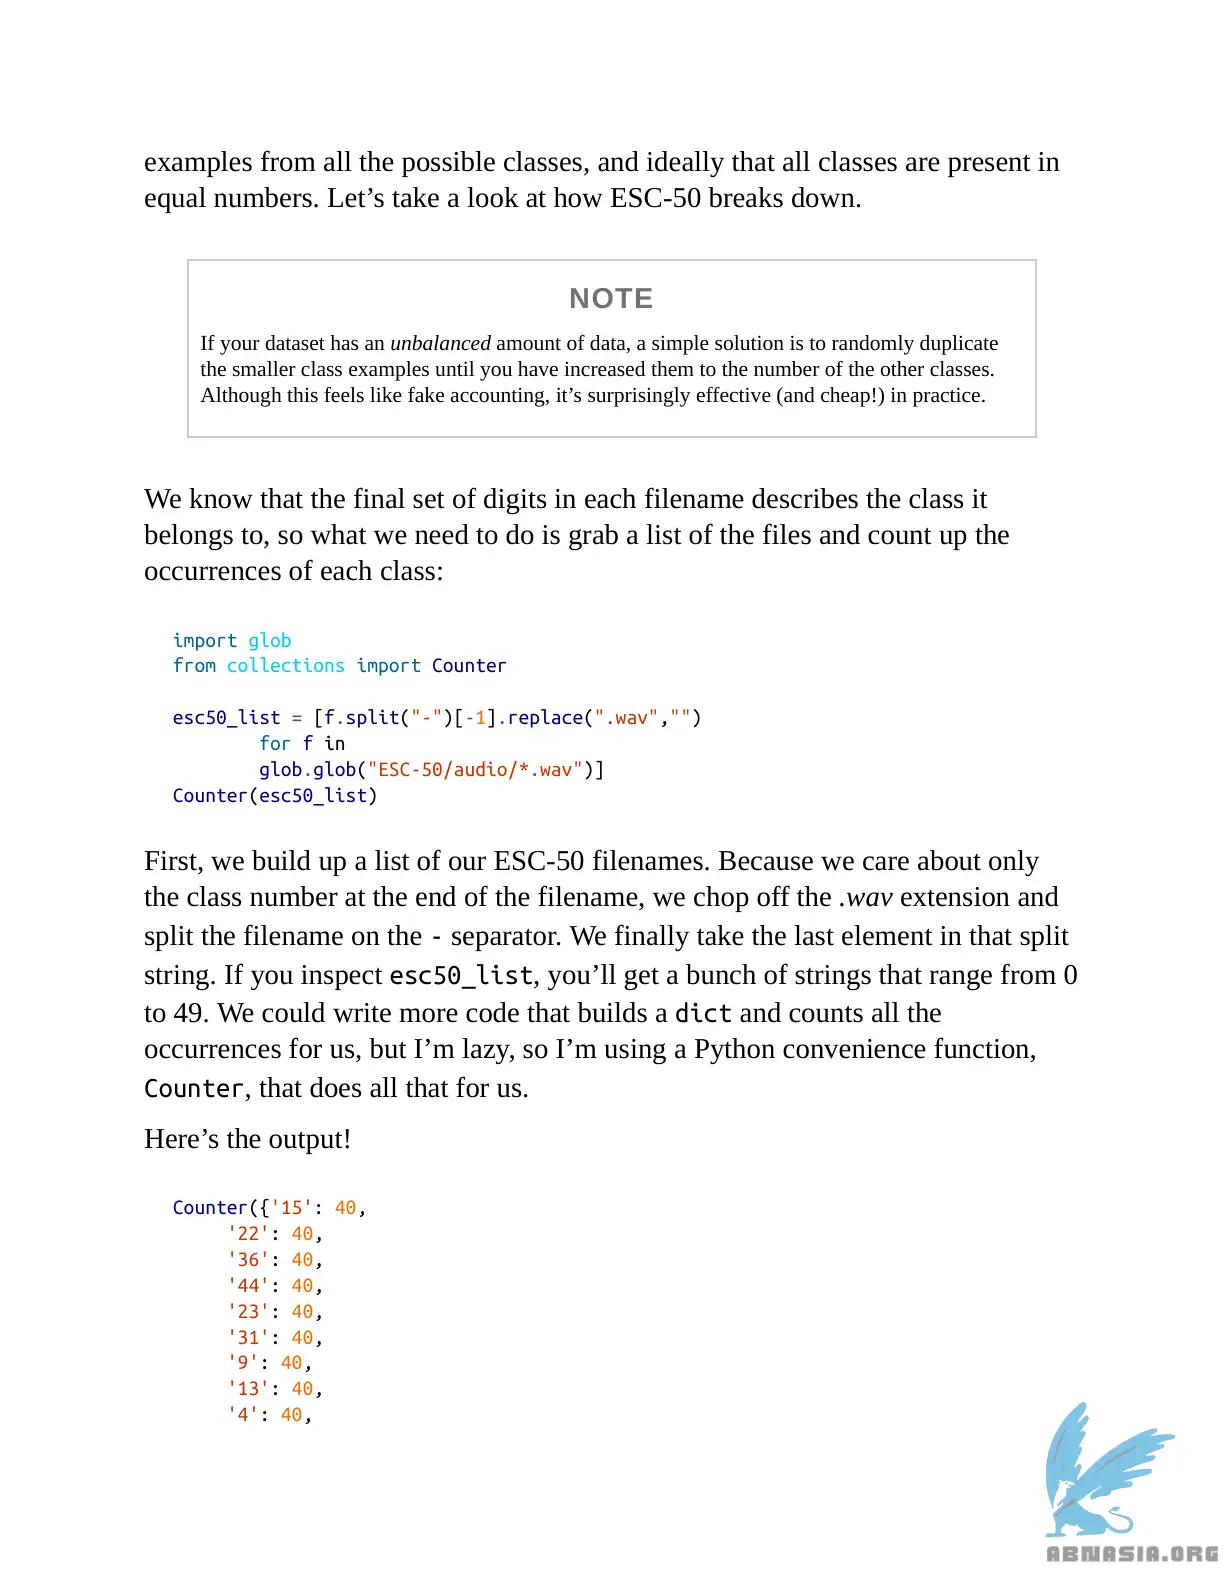 examples from all the possible classes, and ideally that all classes are present in
equal numbers. Let’s take a look at how ESC-50 breaks down.
NOTE
If your dataset has an unbalanced amount of data, a simple solution is to randomly duplicate
the smaller class examples until you have increased them to the number of the other classes.
Although this feels like fake accounting, it’s surprisingly effective (and cheap!) in practice.
We know that the final set of digits in each filename describes the class it
belongs to, so what we need to do is grab a list of the files and count up the
occurrences of each class:
import glob
from collections import Counter
esc50_list = [f.split("-")[-1].replace(".wav","")
for f in
glob.glob("ESC-50/audio/*.wav")]
Counter(esc50_list)
First, we build up a list of our ESC-50 filenames. Because we care about only
the class number at the end of the filename, we chop off the .wav extension and
split the filename on the - separator. We finally take the last element in that split
string. If you inspect esc50_list, you’ll get a bunch of strings that range from 0
to 49. We could write more code that builds a dict and counts all the
occurrences for us, but I’m lazy, so I’m using a Python convenience function,
Counter, that does all that for us.
Here’s the output!
Counter({'15': 40,
'22': 40,
'36': 40,
'44': 40,
'23': 40,
'31': 40,
'9': 40,
'13': 40,
'4': 40,
ABNASIA.ORG